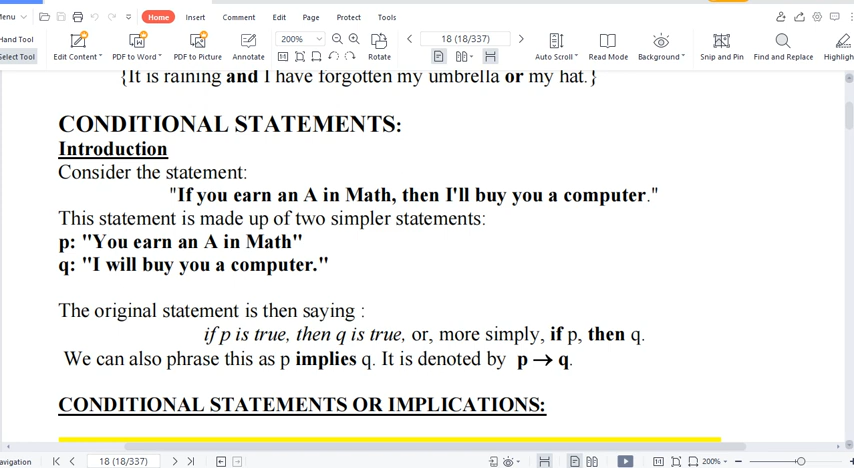 Menu Home Insert Comment Edit Page Protect Tools
Hand Tool 200% 18 (18/337)
Select Tool Edit Content PDF to Word PDF to Picture Annotate Rotate Auto Scroll Read Mode Background Snip and Pin Find and Replace Highligh
{It is raining and I have forgotten my umbrella or my hat.}
CONDITIONAL STATEMENTS:
Introduction
Consider the statement:
"If you earn an A in Math, then I'll buy you a computer."
This statement is made up of two simpler statements:
p: "You earn an A in Math"
q: "I will buy you a computer."
The original statement is then saying :
if p is true, then q is true, or, more simply, if p, then q.
We can also phrase this as p implies q. It is denoted by p → q.
CONDITIONAL STATEMENTS OR IMPLICATIONS:
avigation 18 (18/337) 200%